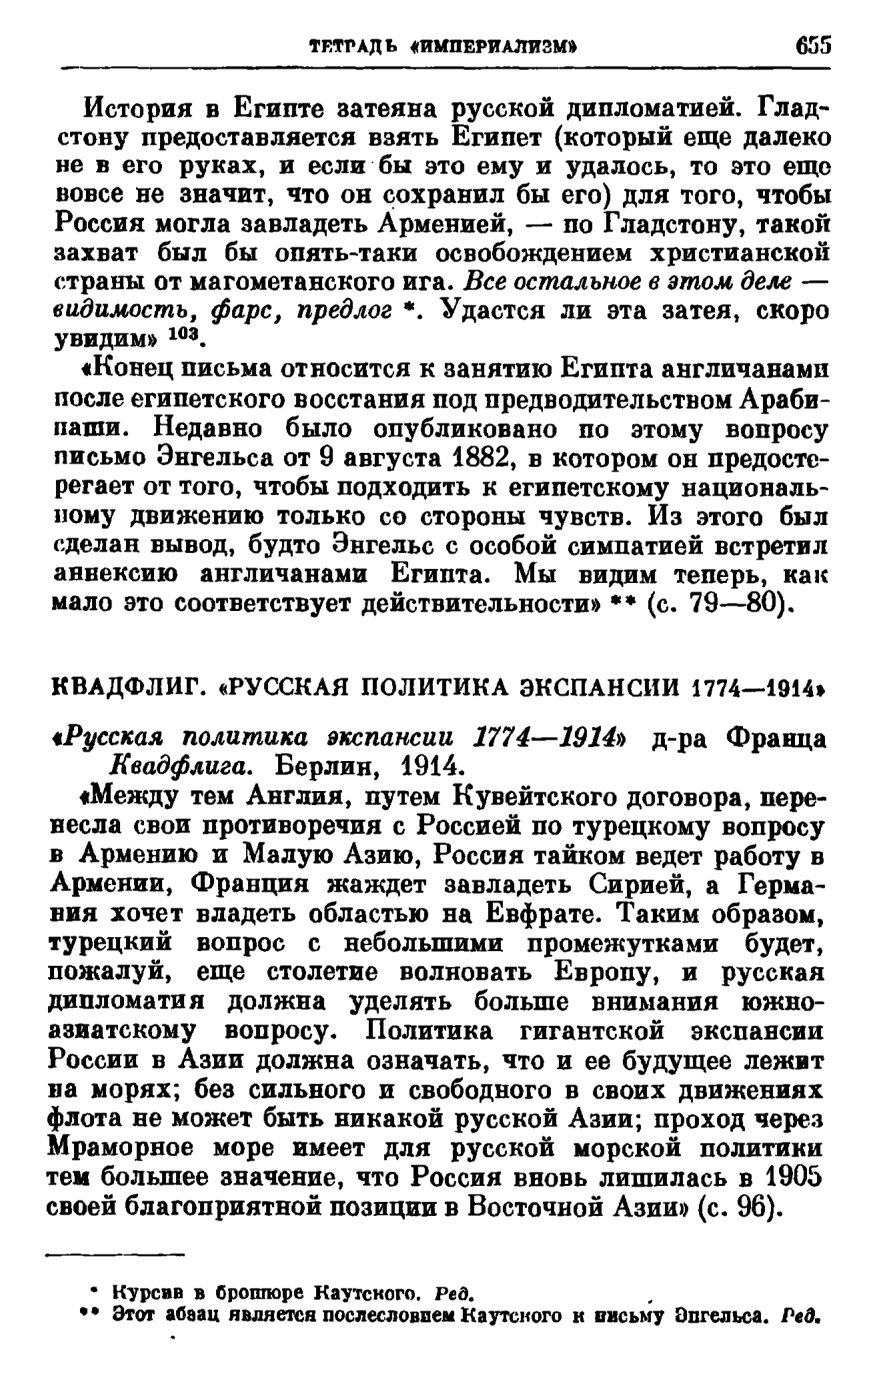 ТЕТРАДЬ «ИМПЕРИАЛИЗМ» 655
История в Египте затеяна русской дипломатией. Глад-
стону предоставляется взять Египет (который еще далеко
не в его руках, и если бы это ему и удалось, то это еще
вовсе не значит, что он сохранил бы его) для того, чтобы
Россия могла завладеть Арменией, — по Гладстону, такой
захват был бы опять-таки освобождением христианской
страны от магометанского ига. Все остальное в этом деле —
видимость, фарс, предлог *. Удастся ли эта затея, скоро
увидим» 103.
«Конец письма относится к занятию Египта англичанами
после египетского восстания под предводительством Араби-
паши. Недавно было опубликовано по этому вопросу
письмо Энгельса от 9 августа 1882, в котором он предосте-
регает от того, чтобы подходить к египетскому националь-
ному движению только со стороны чувств. Из этого был
сделан вывод, будто Энгельс с особой симпатией встретил
аннексию англичанами Египта. Мы видим теперь, как
мало это соответствует действительности» ** (с. 79—80).
КВАДФЛИГ. «РУССКАЯ ПОЛИТИКА ЭКСПАНСИИ 1774—1914»
«Русская политика экспансии 1774—1914» д-ра Франца
Квадфлига. Берлин, 1914.
«Между тем Англия, путем Кувейтского договора, пере-
несла свои противоречия с Россией по турецкому вопросу
в Армению и Малую Азию, Россия тайком ведет работу в
Армении, Франция жаждет завладеть Сирией, а Герма-
ния хочет владеть областью на Евфрате. Таким образом,
турецкий вопрос с небольшими промежутками будет,
пожалуй, еще столетие волновать Европу, и русская
дипломатия должна уделять больше внимания южно-
азиатскому вопросу. Политика гигантской экспансии
России в Азии должна означать, что и ее будущее лежит
на морях; без сильного и свободного в своих движениях
флота не может быть никакой русской Азии; проход через
Мраморное море имеет для русской морской политики
тем большее значение, что Россия вновь лишилась в 1905
своей благоприятной позиции в Восточной Азии» (с. 96).
* Курсив в брошюре Каутского. Ред.
** Этот абзац является послесловием Каутского к письму Энгельса. Ред.